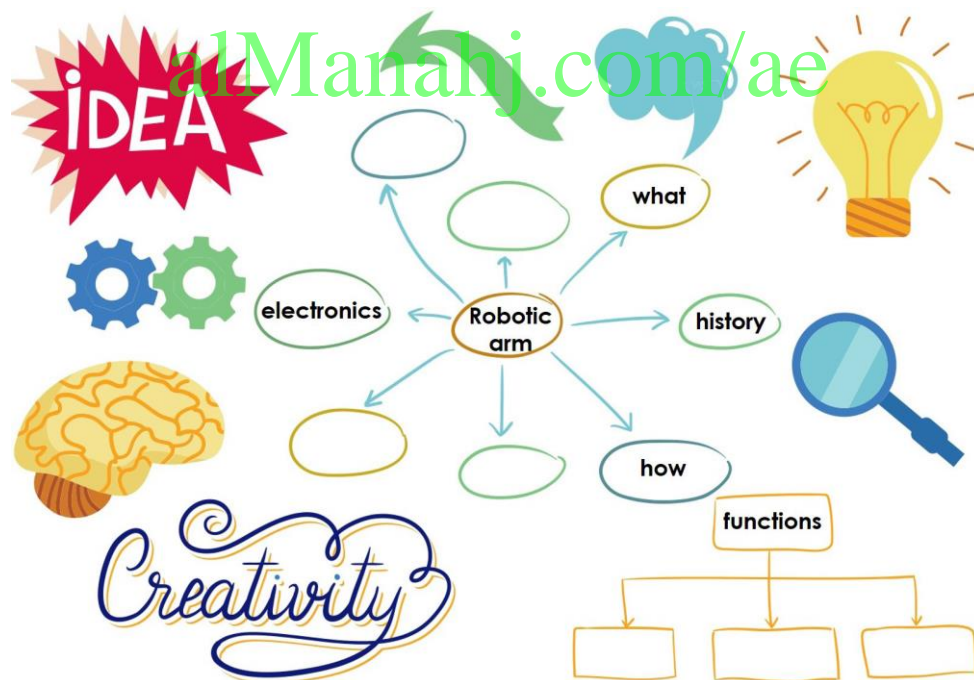 alManahj.com/ae
iDEA
what
electronics
Robotic
arm
history
how
functions
Creativity